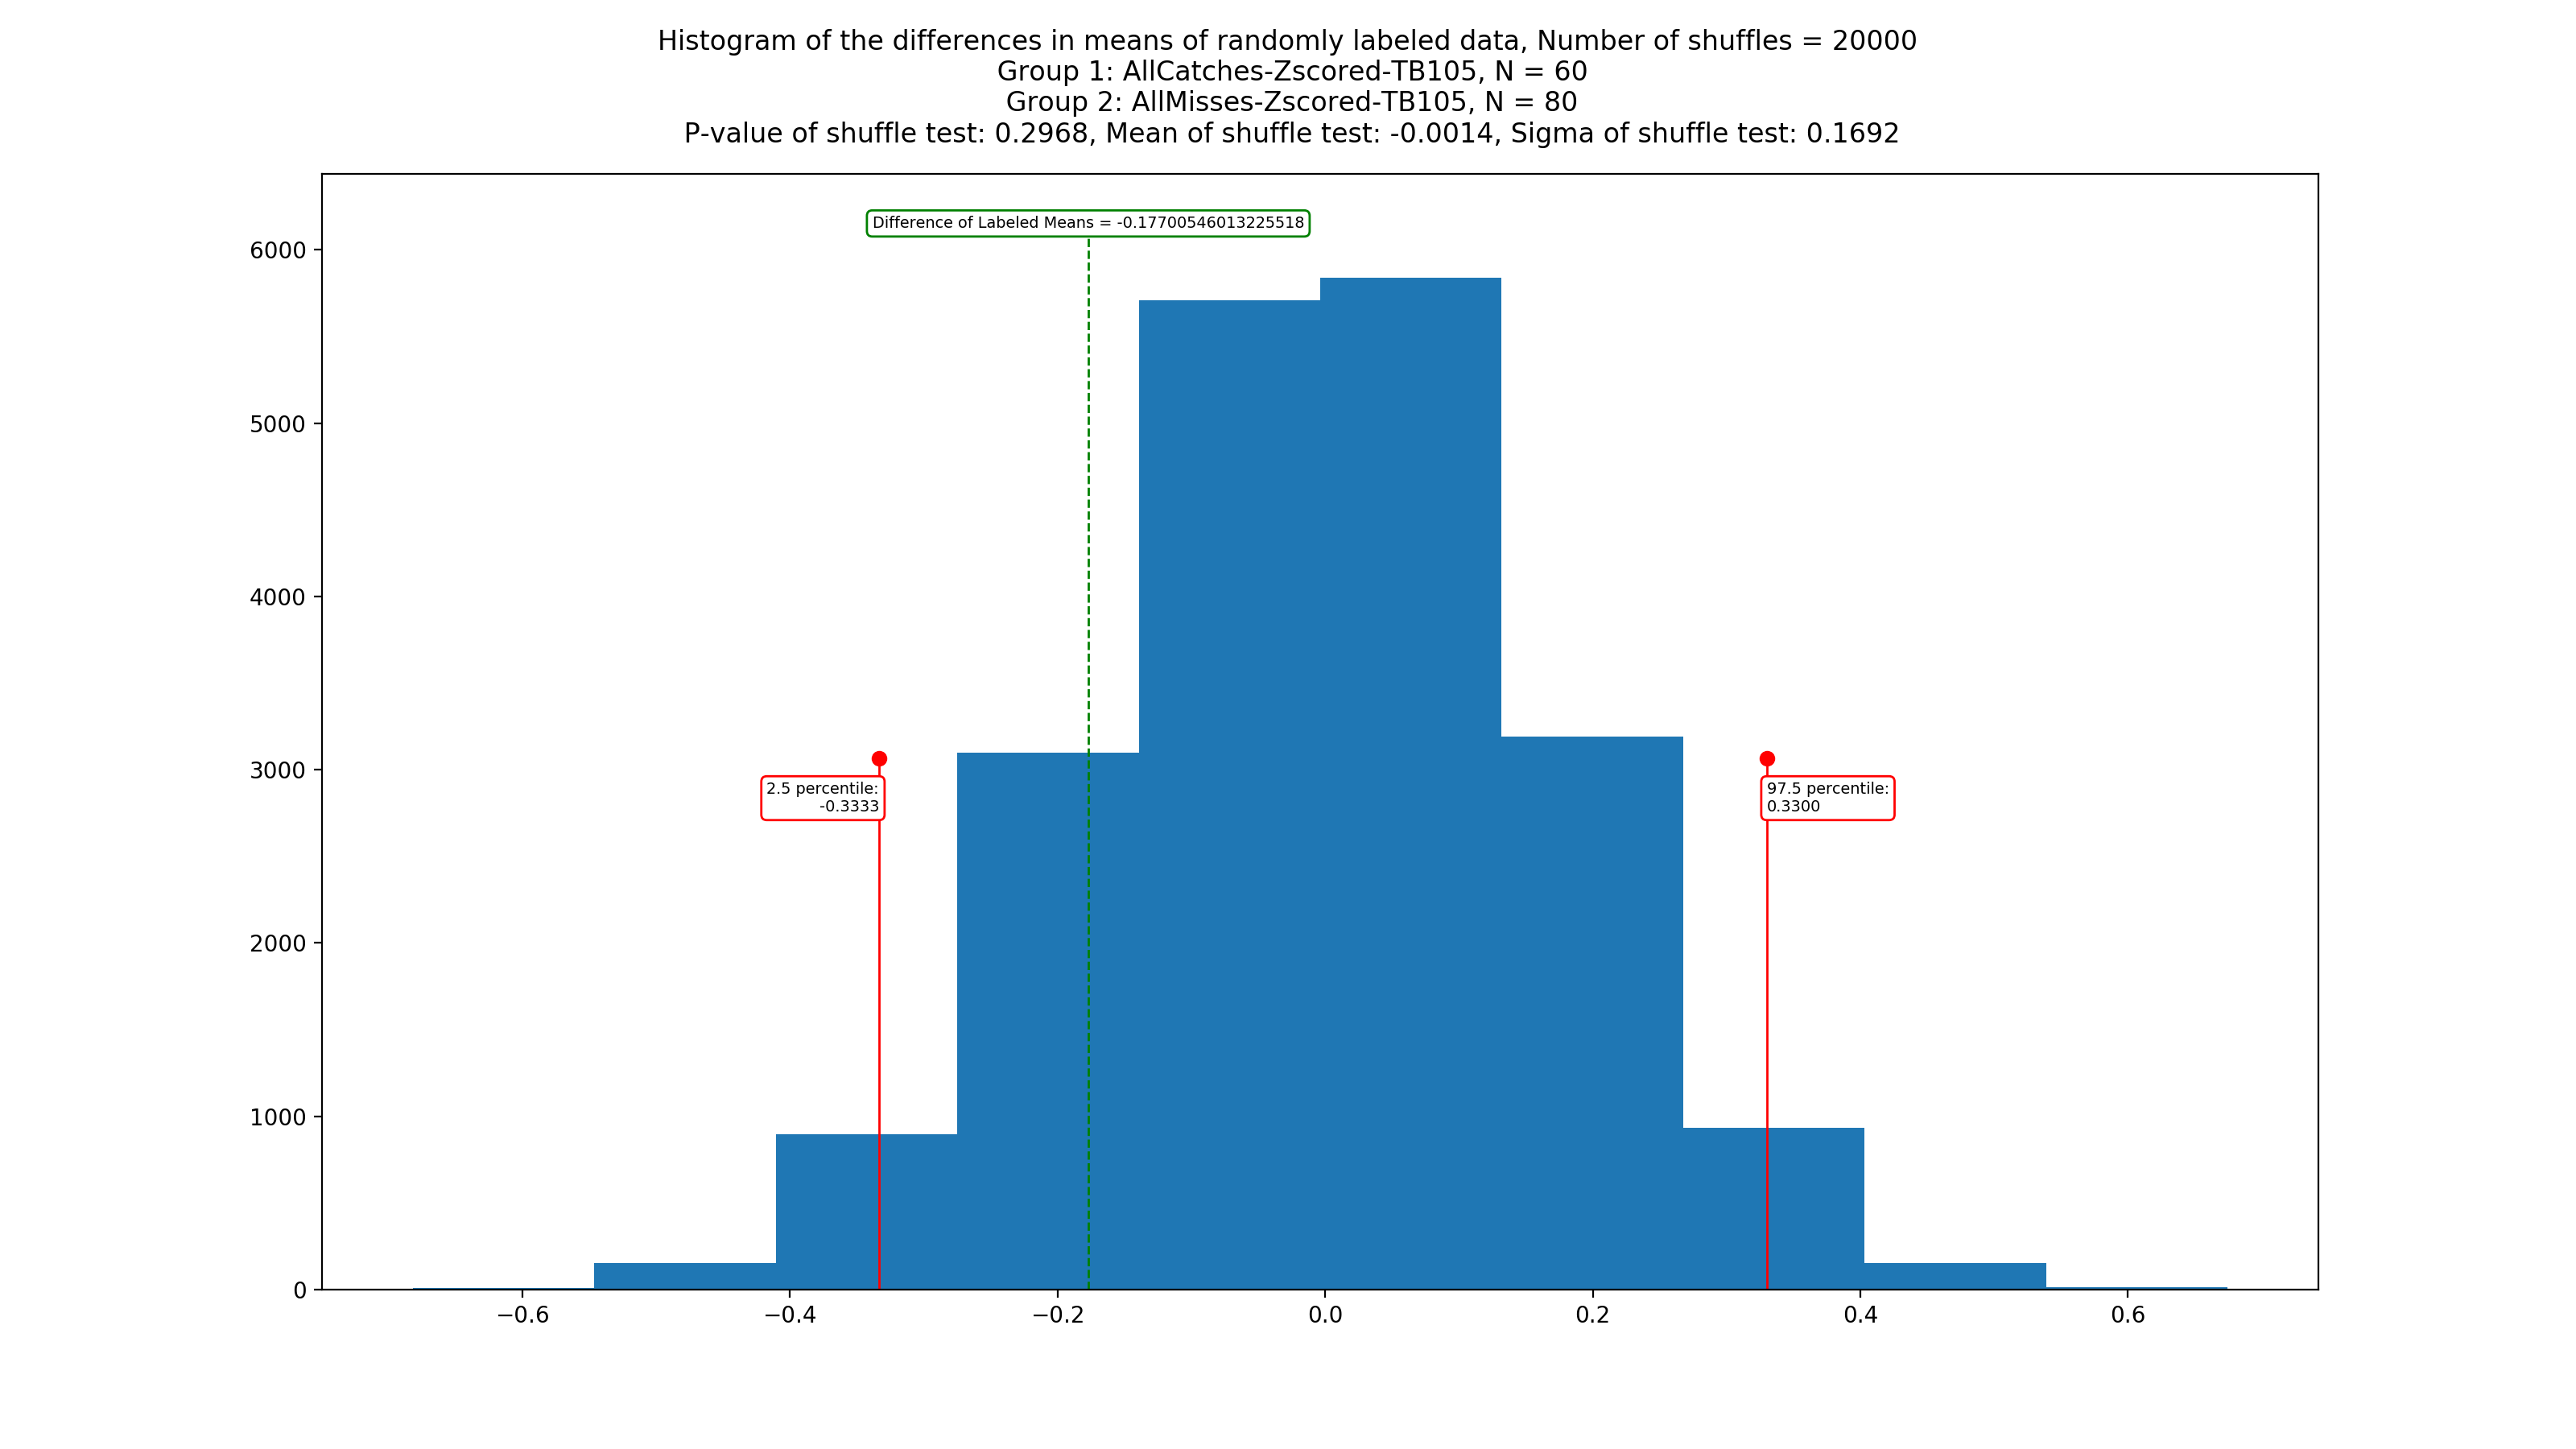 Histogram of the differences in means of randomly labeled data, Number of shuffles = 20000
Group 1: AllCatches-Zscored-TB105, N = 60
Group 2: AllMisses-Zscored-TB105, N = 80
P-value of shuffle test: 0.2968, Mean of shuffle test: -0.0014, Sigma of shuffle test: 0.1692
Difference of Labeled Means = -0.17700546013225518
6000
5000
4000
3000
2.5 percentile:
-0.3333
97.5 percentile:
0.3300
2000
1000
0
−0.6
−0.4
−0.2
0.0
0.2
0.4
0.6